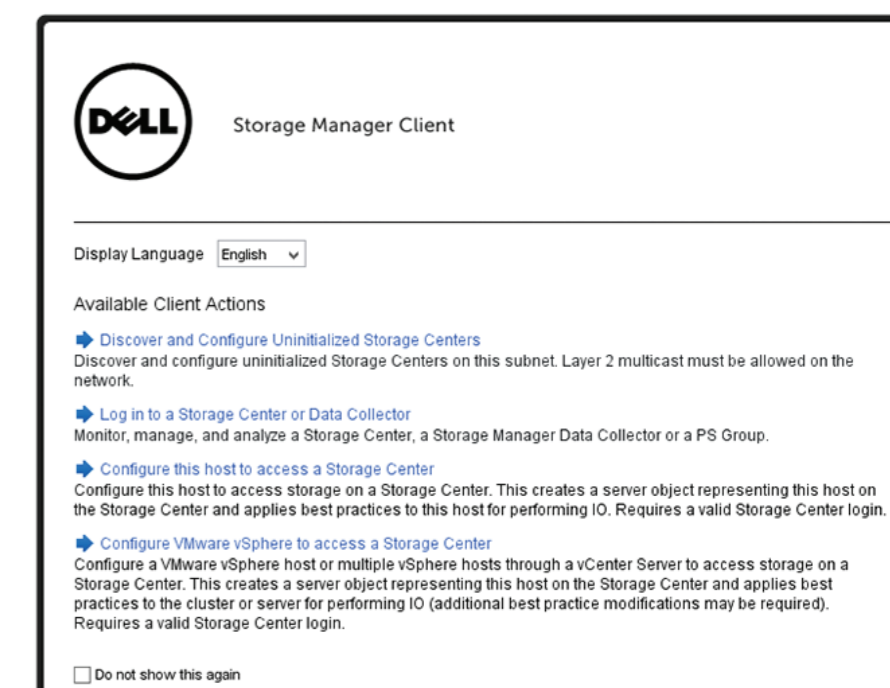 DELL
Storage Manager Client
Display Language English
Available Client Actions
Discover and Configure Uninitialized Storage Centers
Discover and configure uninitialized Storage Centers on this subnet. Layer 2 multicast must be allowed on the
network.
Log in to a Storage Center or Data Collector
Monitor, manage, and analyze a Storage Center, a Storage Manager Data Collector or a PS Group.
Configure this host to access a Storage Center
Configure this host to access storage on a Storage Center. This creates a server object representing this host on
the Storage Center and applies best practices to this host for performing IO. Requires a valid Storage Center login.
Configure VMware vSphere to access a Storage Center
Configure a VMware vSphere host or multiple vSphere hosts through a vCenter Server to access storage on a
Storage Center. This creates a server object representing this host on the Storage Center and applies best
practices to the cluster or server for performing IO (additional best practice modifications may be required).
Requires a valid Storage Center login.
Do not show this again